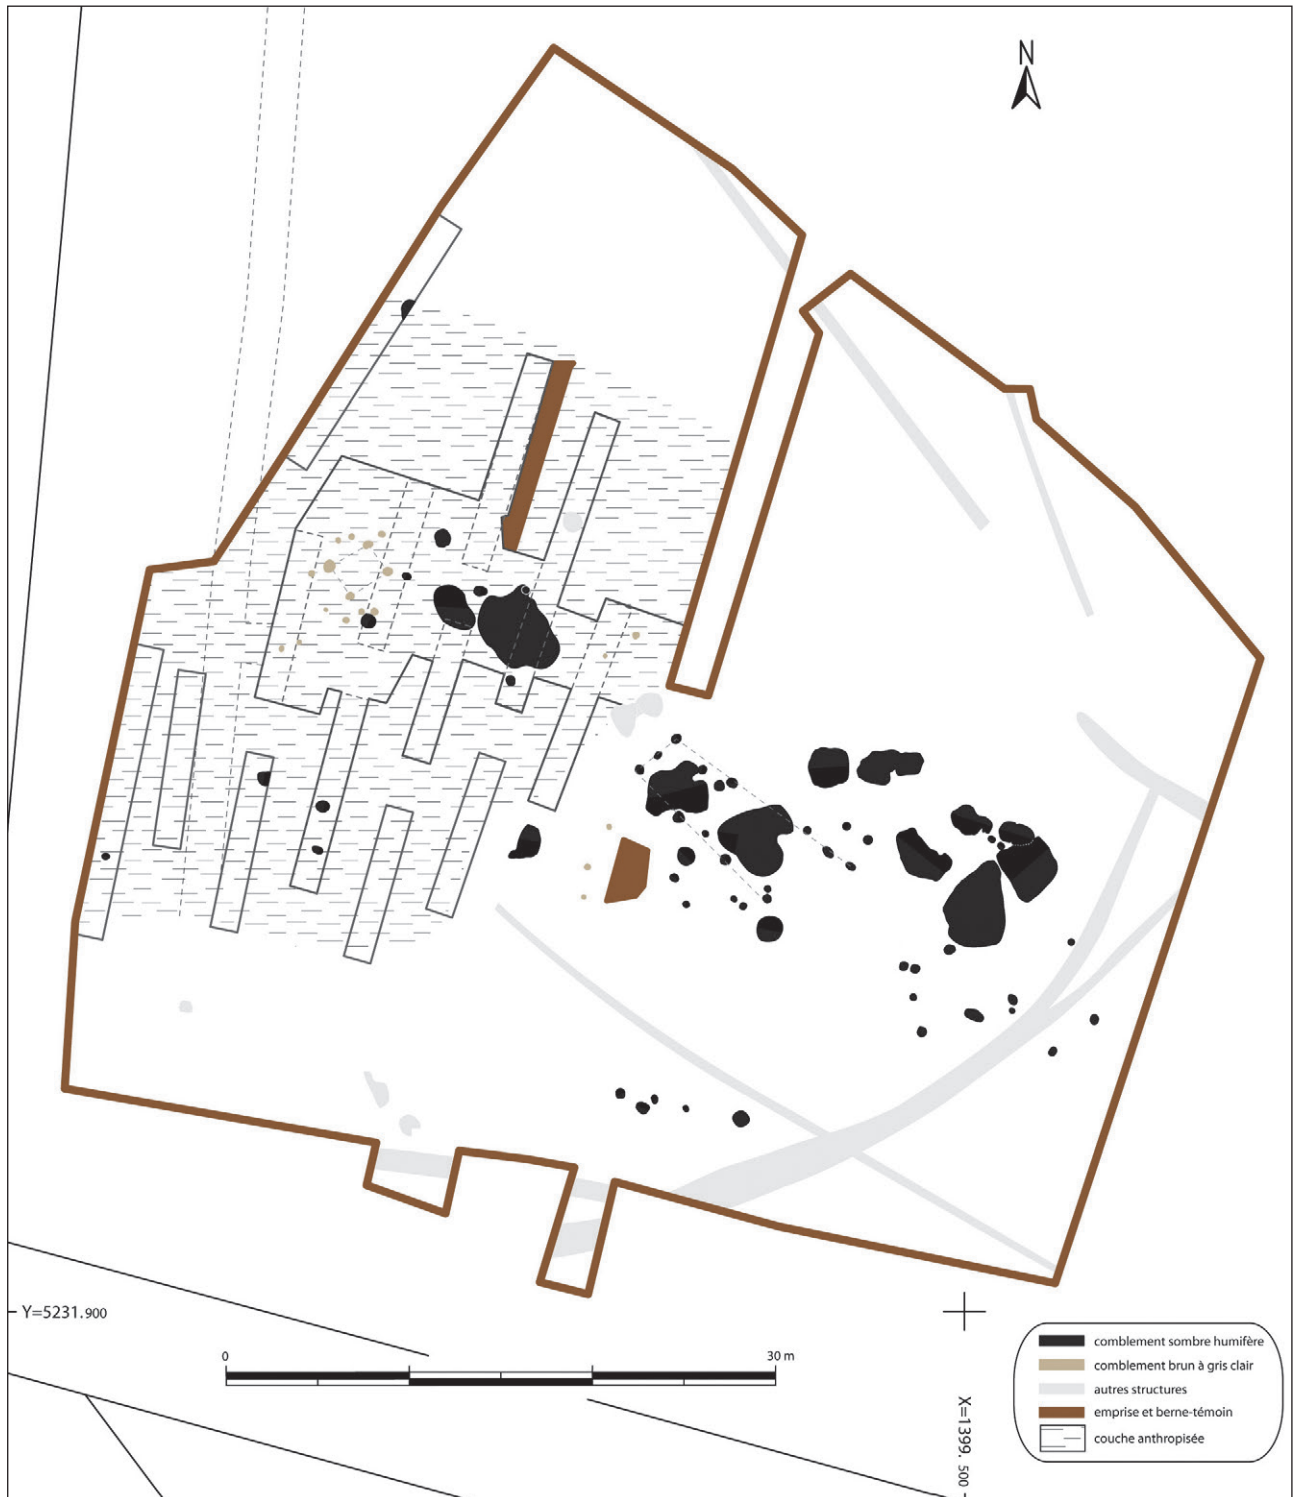 N
Y=5231.900
0
30 m
X=1399. 500
comblement sombre humifère
comblement brun à gris clair
autres structures
emprise et berne-témoin
couche anthropisée